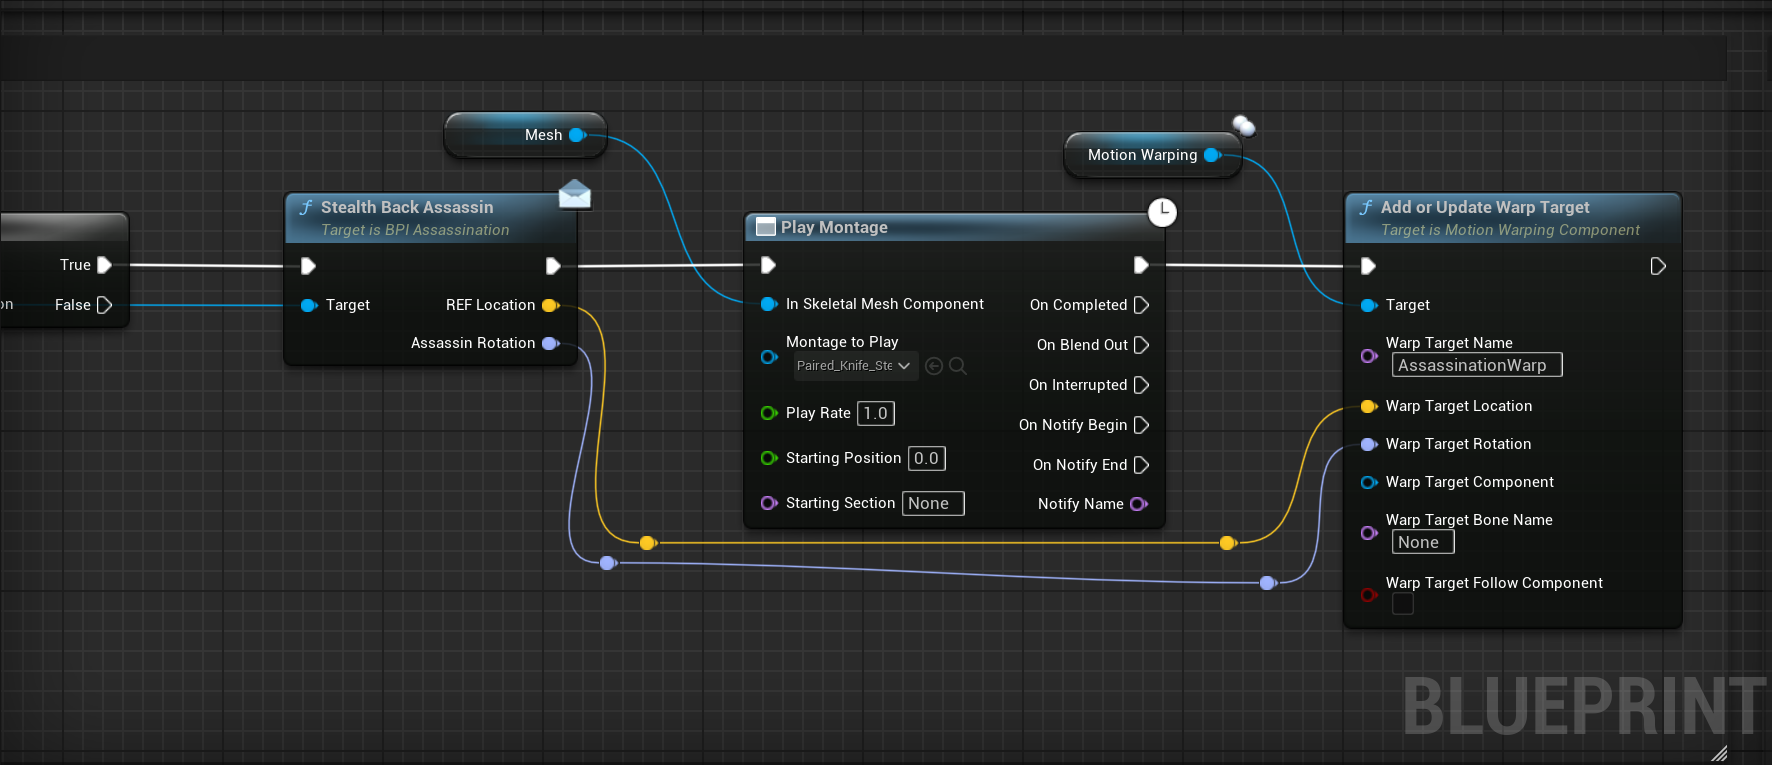 Mesh
Motion Warping
Stealth Back Assassin
Target is BPI Assassination
True
False
on
Target
REF Location
Assassin Rotation
Play Montage
In Skeletal Mesh Component
Montage to Play
Paired_Knife_Ste
Play Rate 1.0
Starting Position 0.0
Starting Section None
On Completed
On Blend Out
On Interrupted
On Notify Begin
On Notify End
Notify Name
Add or Update Warp Target
Target is Motion Warping Component
Target
Warp Target Name
AssassinationWarp
Warp Target Location
Warp Target Rotation
Warp Target Component
Warp Target Bone Name
None
Warp Target Follow Component
BLUEPRINT